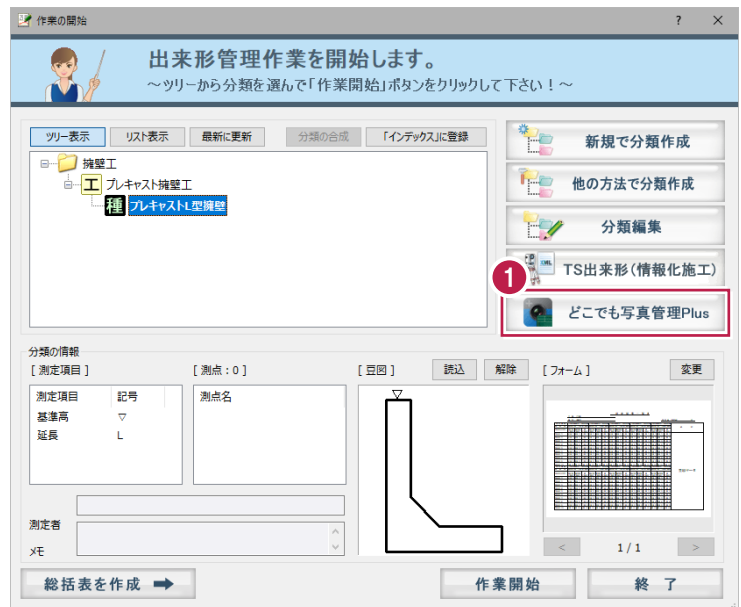 作業の開始
? ×
出来形管理作業を開始します。
～ツリーから分類を選んで「作業開始」ボタンをクリックして下さい！～
ツリー表示 リスト表示 最新に更新 分類の合成 「インデックス」に登録
擁壁工
工 プレキャスト擁壁工
種 プレキャストL型擁壁
新規で分類作成
他の方法で分類作成
分類編集
TS出来形(情報化施工)
1
どこでも写真管理Plus
分類の情報
[ 測定項目 ]
測定項目 記号
基準高 ▽
延長 L
[ 測点：0 ]
測点名
[ 豆図 ] 読込 解除
[ フォーム ] 変更
測定者
メモ
< 1 / 1 >
総括表を作成
作業開始
終 了